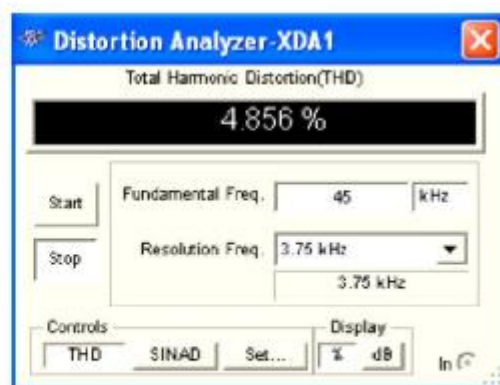 Distortion Analyzer-XDA1
Total Harmonic Distortion(THD)
4.856 %
Start
Fundamental Freq. 45 kHz
Stop
Resolution Freq. 3.75 kHz
3.75 kHz
Controls Display
THD SINAD Set... % dB In